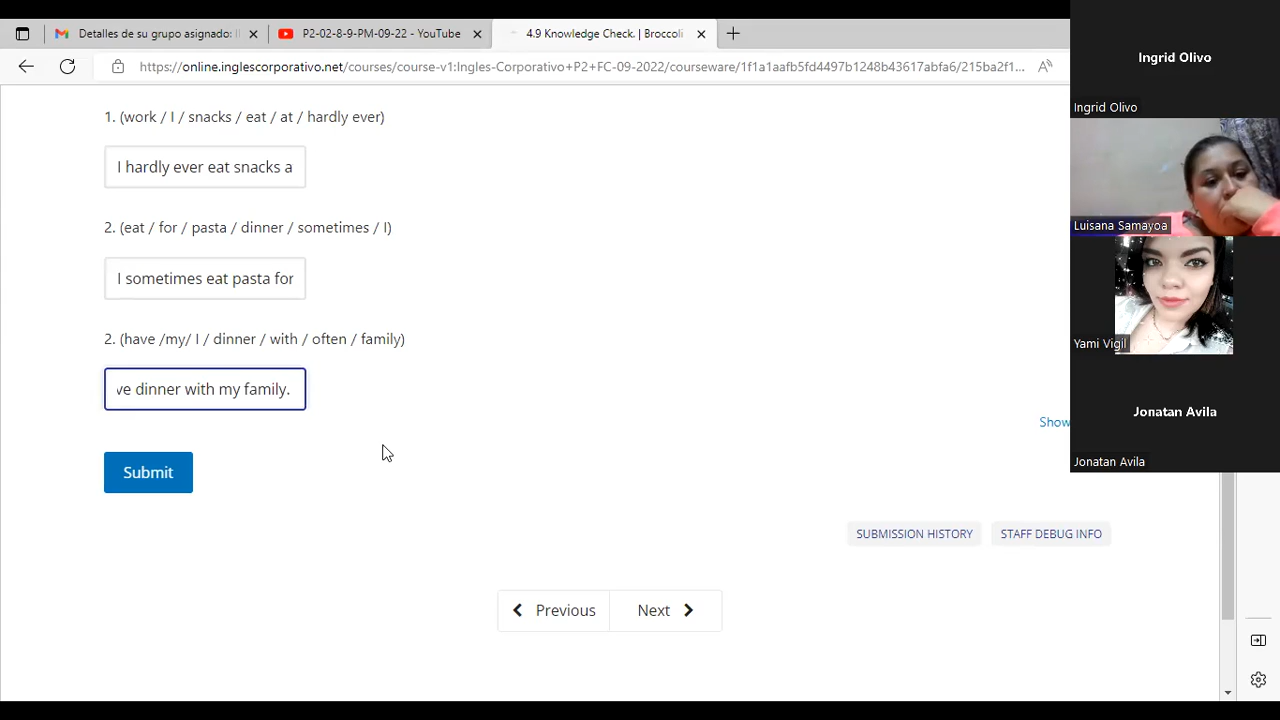 Detalles de su grupo asignado: I
P2-02-8-9-PM-09-22 - YouTube
4.9 Knowledge Check. | Broccoli
https://online.inglescorporativo.net/courses/course-v1:Ingles-Corporativo+P2+FC-09-2022/courseware/1f1a1aafb5fd4497b1248b43617abfa6/215ba2f1...
1. (work / I / snacks / eat / at / hardly ever)
I hardly ever eat snacks a
2. (eat / for / pasta / dinner / sometimes / I)
I sometimes eat pasta for
2. (have /my/ I / dinner / with / often / family)
ve dinner with my family.
Show
Submit
SUBMISSION HISTORY
STAFF DEBUG INFO
Previous
Next
Ingrid Olivo
Ingrid Olivo
Luisana Samayoa
Yami Vigil
Jonatan Avila
Jonatan Avila